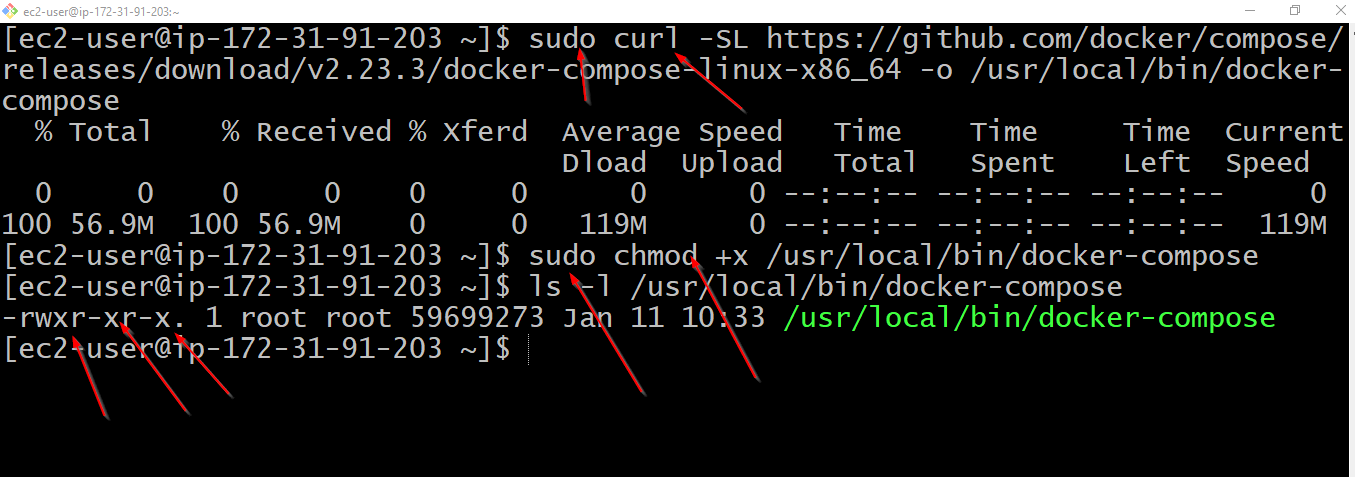 ec2-user@ip-172-31-91-203:~
[ec2-user@ip-172-31-91-203 ~]$ sudo curl -SL https://github.com/docker/compose/
releases/download/v2.23.3/docker-compose-linux-x86_64 -o /usr/local/bin/docker-
compose
% Total % Received % Xferd Average Speed Time Time Time Current
Dload Upload Total Spent Left Speed
0 0 0 0 0 0 0 0 --:--:-- --:--:-- --:--:-- 0
100 56.9M 100 56.9M 0 0 119M 0 --:--:-- --:--:-- --:--:-- 119M
[ec2-user@ip-172-31-91-203 ~]$ sudo chmod +x /usr/local/bin/docker-compose
[ec2-user@ip-172-31-91-203 ~]$ ls -l /usr/local/bin/docker-compose
-rwxr-xr-x. 1 root root 59699273 Jan 11 10:33 /usr/local/bin/docker-compose
[ec2-user@ip-172-31-91-203 ~]$